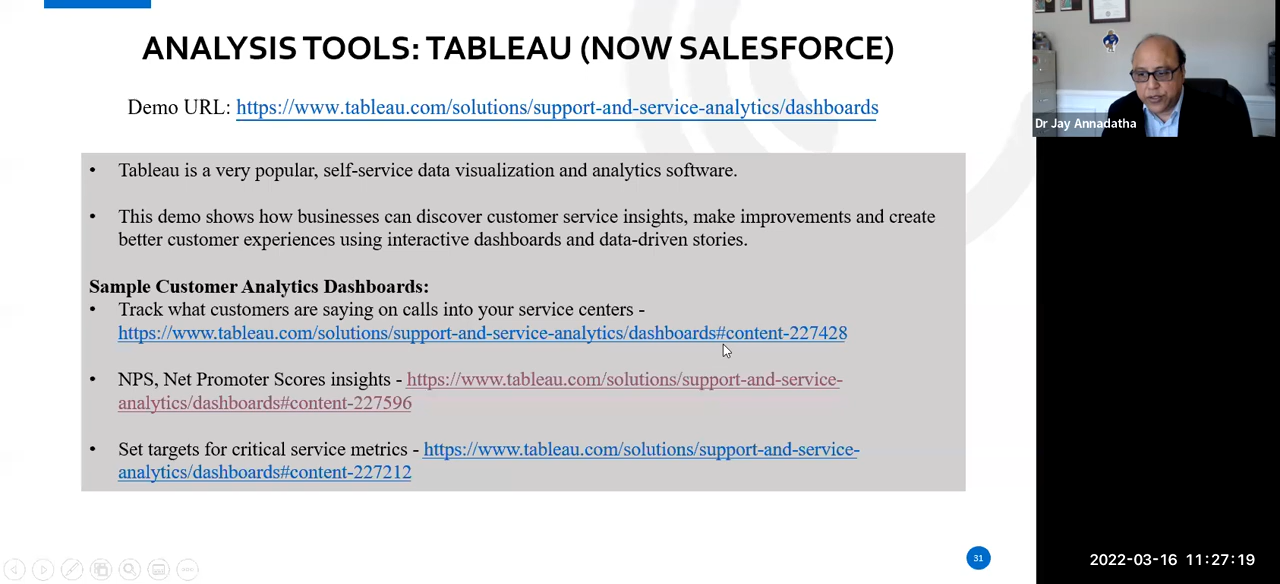 ANALYSIS TOOLS: TABLEAU (NOW SALESFORCE)
Demo URL: https://www.tableau.com/solutions/support-and-service-analytics/dashboards
• Tableau is a very popular, self-service data visualization and analytics software.
• This demo shows how businesses can discover customer service insights, make improvements and create
better customer experiences using interactive dashboards and data-driven stories.
Sample Customer Analytics Dashboards:
• Track what customers are saying on calls into your service centers -
https://www.tableau.com/solutions/support-and-service-analytics/dashboards#content-227428
• NPS, Net Promoter Scores insights - https://www.tableau.com/solutions/support-and-service-
analytics/dashboards#content-227596
• Set targets for critical service metrics - https://www.tableau.com/solutions/support-and-service-
analytics/dashboards#content-227212
31
Dr Jay Annadatha
2022-03-16 11:27:19